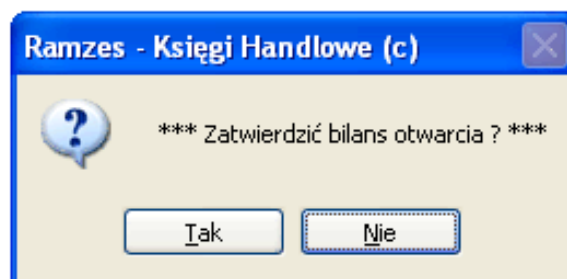 Ramzes - Księgi Handlowe (c)
*** Zatwierdzić bilans otwarcia ? ***
Tak
Nie